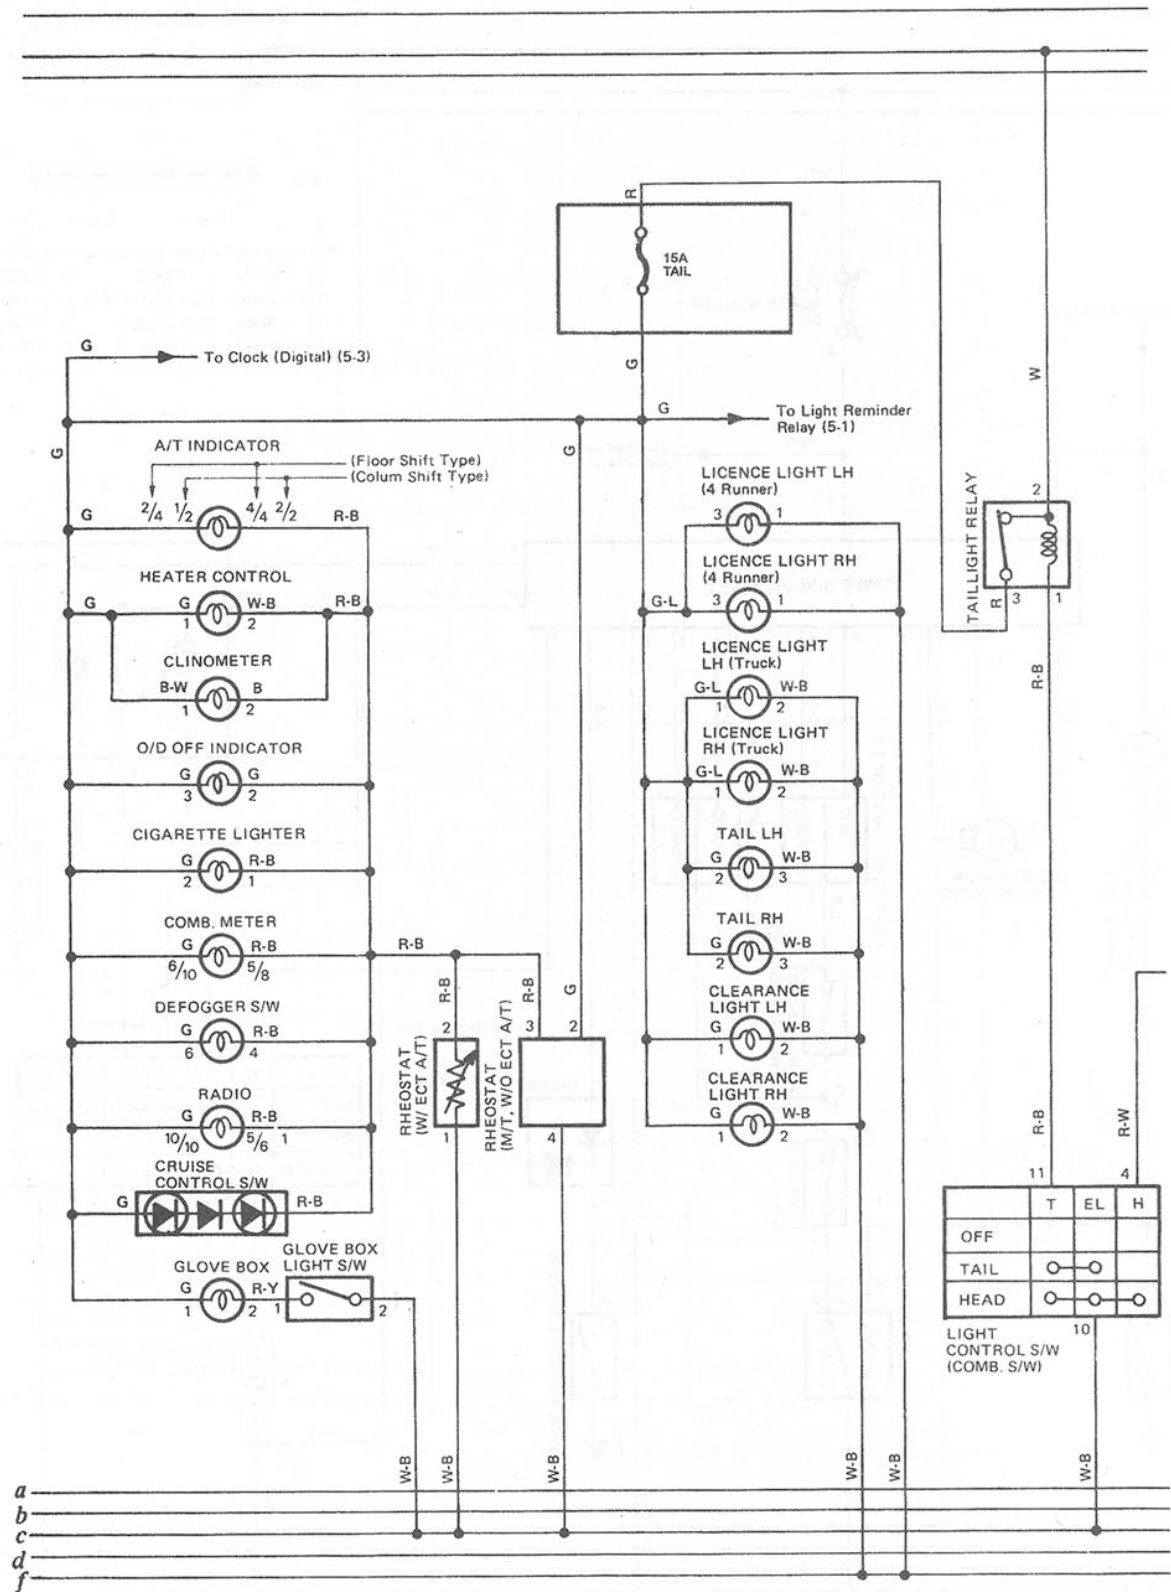 R
15A
TAIL
G
G
To Clock (Digital) (5-3)
G
To Light Reminder
Relay (5-1)
W
G
G
A/T INDICATOR
(Floor Shift Type)
(Colum Shift Type)
G
2/4
1/2
4/4
2/2
R-B
LICENCE LIGHT LH
(4 Runner)
3
1
2
TAILLIGHT RELAY
R
3
1
HEATER CONTROL
G
G
1
W-B
2
R-B
LICENCE LIGHT RH
(4 Runner)
G-L
3
1
CLINOMETER
B-W
1
B
2
LICENCE LIGHT
LH (Truck)
G-L
1
W-B
2
R-B
O/D OFF INDICATOR
G
3
G
2
LICENCE LIGHT
RH (Truck)
G-L
1
W-B
2
CIGARETTE LIGHTER
G
2
R-B
1
TAIL LH
G
2
W-B
3
COMB. METER
G
6/10
R-B
5/8
R-B
TAIL RH
G
2
W-B
3
DEFOGGER S/W
G
6
R-B
4
R-B
2
R-B
3
G
2
CLEARANCE
LIGHT LH
G
1
W-B
2
RHEOSTAT
(W/ ECT A/T)
1
RHEOSTAT
(M/T, W/O ECT A/T)
4
RADIO
G
10/10
R-B
5/6
1
CLEARANCE
LIGHT RH
G
1
W-B
2
R-B
R-W
CRUISE
CONTROL S/W
G
R-B
11
4
T
EL
H
OFF
TAIL
HEAD
10
LIGHT
CONTROL S/W
(COMB. S/W)
GLOVE BOX
G
1
R-Y
2
GLOVE BOX
LIGHT S/W
1
2
W-B
W-B
W-B
W-B
W-B
W-B
a
b
c
d
f